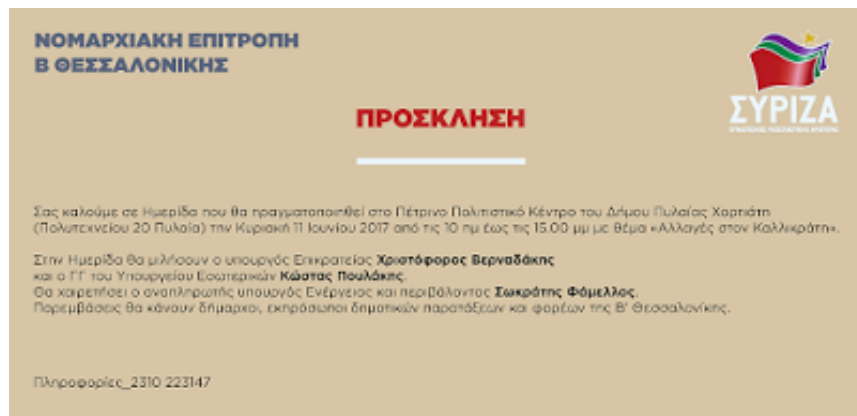 ΝΟΜΑΡΧΙΑΚΗ ΕΠΙΤΡΟΠΗ
Β ΘΕΣΣΑΛΟΝΙΚΗΣ
ΣΥΡΙΖΑ
ΠΡΟΣΚΛΗΣΗ
Σας καλούμε σε Ημερίδα που θα πραγματοποιηθεί στο Πέτρινο Πολιτιστικό Κέντρο του Δήμου Πυλαίας Χορτιάτη
(Πολυτεχνείου 20 Πυλαία) την Κυριακή 11 Ιουνίου 2017 από τις 10 πμ έως τις 15.00 μμ με θέμα «Αλλαγές στον Καλλικράτη».
Στην Ημερίδα θα μιλήσουν ο υπουργός Επικρατείας Χριστόφορος Βερναδάκης
και ο ΓΓ του Υπουργείου Εσωτερικών Κώστας Πουλάκης.
Θα χαιρετήσει ο αναπληρωτής υπουργός Ενέργειας και περιβάλοντος Σωκράτης Φάμελλος.
Παρεμβάσεις θα κάνουν δήμαρχοι, εκπρόσωποι δημοτικών παρατάξεων και φορέων της Β' Θεσσαλονίκης.
Πληροφορίες_2310 223147